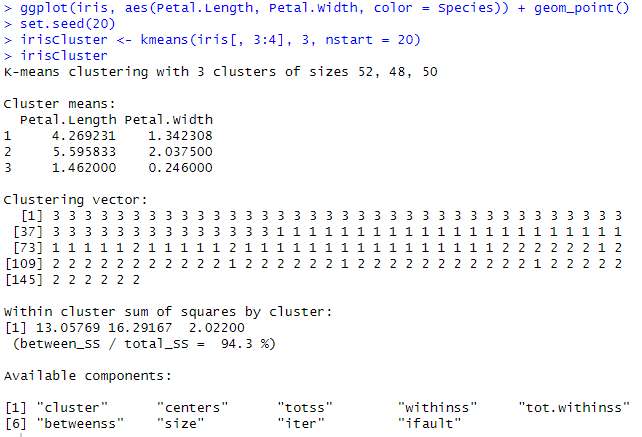 > ggplot(iris, aes(Petal.Length, Petal.Width, color = Species)) + geom_point()
> set.seed(20)
> irisCluster <- kmeans(iris[, 3:4], 3, nstart = 20)
> irisCluster
K-means clustering with 3 clusters of sizes 52, 48, 50

Cluster means:
  Petal.Length Petal.Width
1     4.269231    1.342308
2     5.595833    2.037500
3     1.462000    0.246000

Clustering vector:
  [1] 3 3 3 3 3 3 3 3 3 3 3 3 3 3 3 3 3 3 3 3 3 3 3 3 3 3 3 3 3 3 3 3 3 3 3 3
 [37] 3 3 3 3 3 3 3 3 3 3 3 3 3 3 1 1 1 1 1 1 1 1 1 1 1 1 1 1 1 1 1 1 1 1 1 1
 [73] 1 1 1 1 1 2 1 1 1 1 1 2 1 1 1 1 1 1 1 1 1 1 1 1 1 1 1 1 2 2 2 2 2 2 1 2
[109] 2 2 2 2 2 2 2 2 2 2 2 1 2 2 2 2 2 2 1 2 2 2 2 2 2 2 2 2 2 2 1 2 2 2 2 2
[145] 2 2 2 2 2 2

Within cluster sum of squares by cluster:
[1] 13.05769 16.29167  2.02200
 (between_SS / total_SS =  94.3 %)

Available components:

[1] "cluster"      "centers"      "totss"        "withinss"     "tot.withinss"
[6] "betweenss"    "size"         "iter"         "ifault"